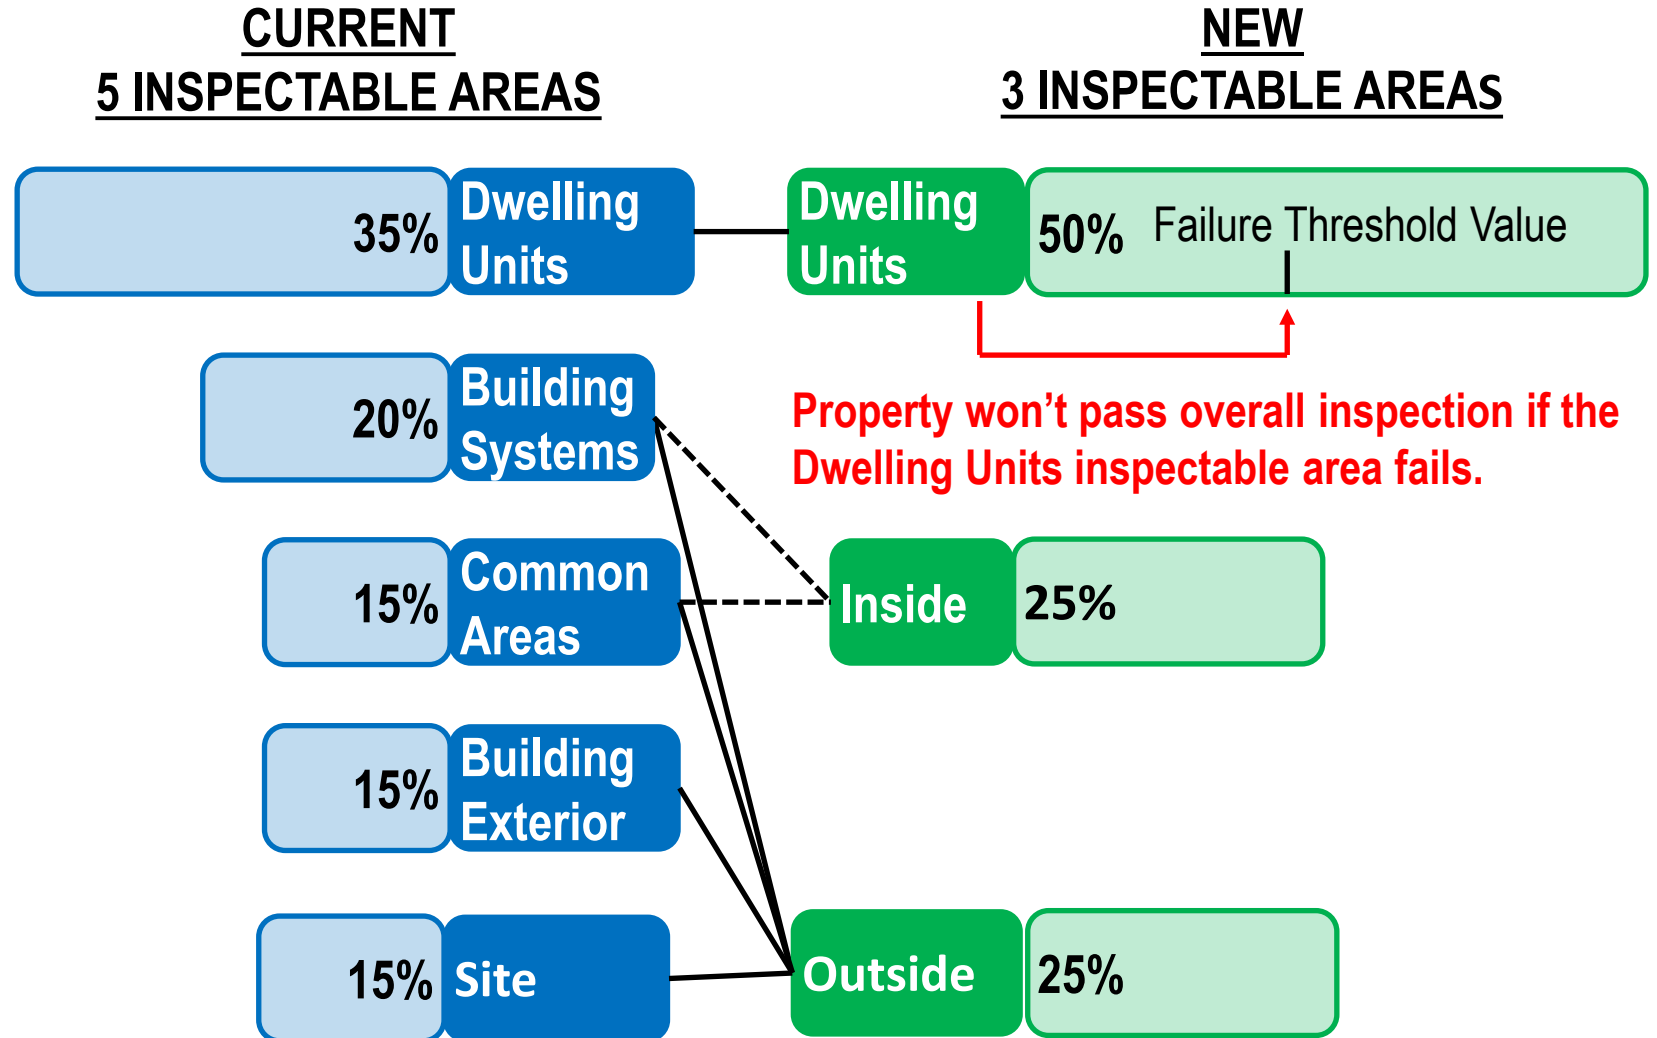 CURRENT
5 INSPECTABLE AREAS
NEW
3 INSPECTABLE AREAs
35%
Dwelling
Units
Dwelling
Units
50%
Failure Threshold Value
20%
Building
Systems
Property won’t pass overall inspection if the
Dwelling Units inspectable area fails.
15%
Common
Areas
Inside
25%
15%
Building
Exterior
15%
Site
Outside
25%